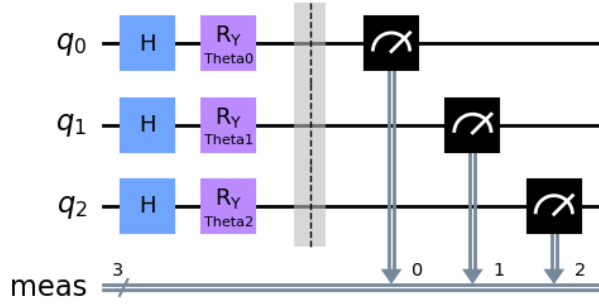 q0 H RY Theta0
q1 H RY Theta1
q2 H RY Theta2
3 0 1 2
meas